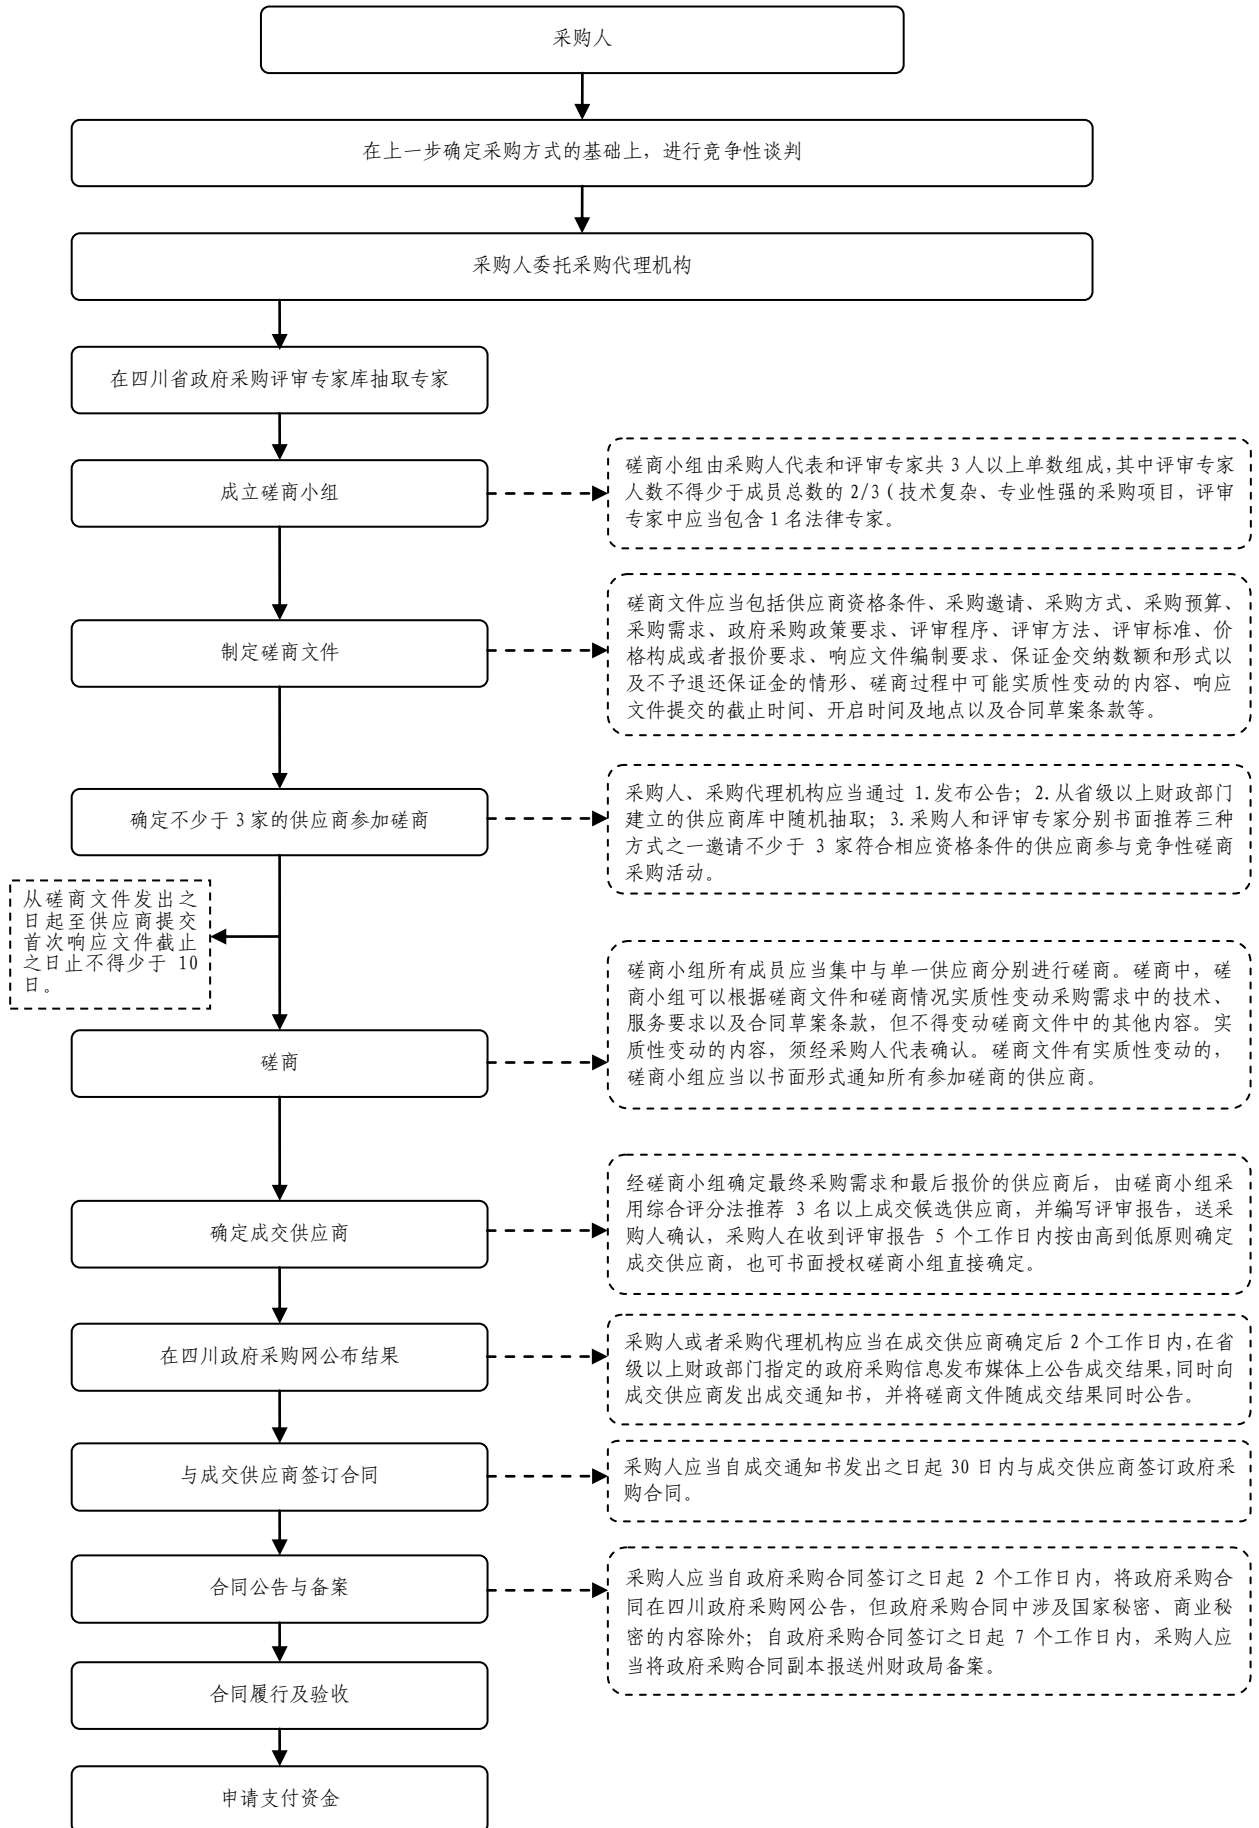 采购人
在上一步确定采购方式的基础上，进行竞争性谈判
采购人委托采购代理机构
在四川省政府采购评审专家库抽取专家
成立磋商小组
磋商小组由采购人代表和评审专家共 3 人以上单数组成,其中评审专家
人数不得少于成员总数的 2/3（技术复杂、专业性强的采购项目，评审
专家中应当包含 1 名法律专家。
制定磋商文件
磋商文件应当包括供应商资格条件、采购邀请、采购方式、采购预算、
采购需求、政府采购政策要求、评审程序、评审方法、评审标准、价
格构成或者报价要求、响应文件编制要求、保证金交纳数额和形式以
及不予退还保证金的情形、磋商过程中可能实质性变动的内容、响应
文件提交的截止时间、开启时间及地点以及合同草案条款等。
确定不少于 3 家的供应商参加磋商
采购人、采购代理机构应当通过 1.发布公告；2.从省级以上财政部门
建立的供应商库中随机抽取；3.采购人和评审专家分别书面推荐三种
方式之一邀请不少于 3 家符合相应资格条件的供应商参与竞争性磋商
采购活动。
从磋商文件发出之
日起至供应商提交
首次响应文件截止
之日止不得少于 10
日。
磋商
磋商小组所有成员应当集中与单一供应商分别进行磋商。磋商中，磋
商小组可以根据磋商文件和磋商情况实质性变动采购需求中的技术、
服务要求以及合同草案条款，但不得变动磋商文件中的其他内容。实
质性变动的内容，须经采购人代表确认。磋商文件有实质性变动的，
磋商小组应当以书面形式通知所有参加磋商的供应商。
确定成交供应商
经磋商小组确定最终采购需求和最后报价的供应商后，由磋商小组采
用综合评分法推荐 3 名以上成交候选供应商，并编写评审报告，送采
购人确认，采购人在收到评审报告 5 个工作日内按由高到低原则确定
成交供应商，也可书面授权磋商小组直接确定。
在四川政府采购网公布结果
采购人或者采购代理机构应当在成交供应商确定后 2 个工作日内,在省
级以上财政部门指定的政府采购信息发布媒体上公告成交结果,同时向
成交供应商发出成交通知书，并将磋商文件随成交结果同时公告。
与成交供应商签订合同
采购人应当自成交通知书发出之日起 30 日内与成交供应商签订政府采
购合同。
合同公告与备案
采购人应当自政府采购合同签订之日起 2 个工作日内，将政府采购合
同在四川政府采购网公告，但政府采购合同中涉及国家秘密、商业秘
密的内容除外；自政府采购合同签订之日起 7 个工作日内，采购人应
当将政府采购合同副本报送州财政局备案。
合同履行及验收
申请支付资金